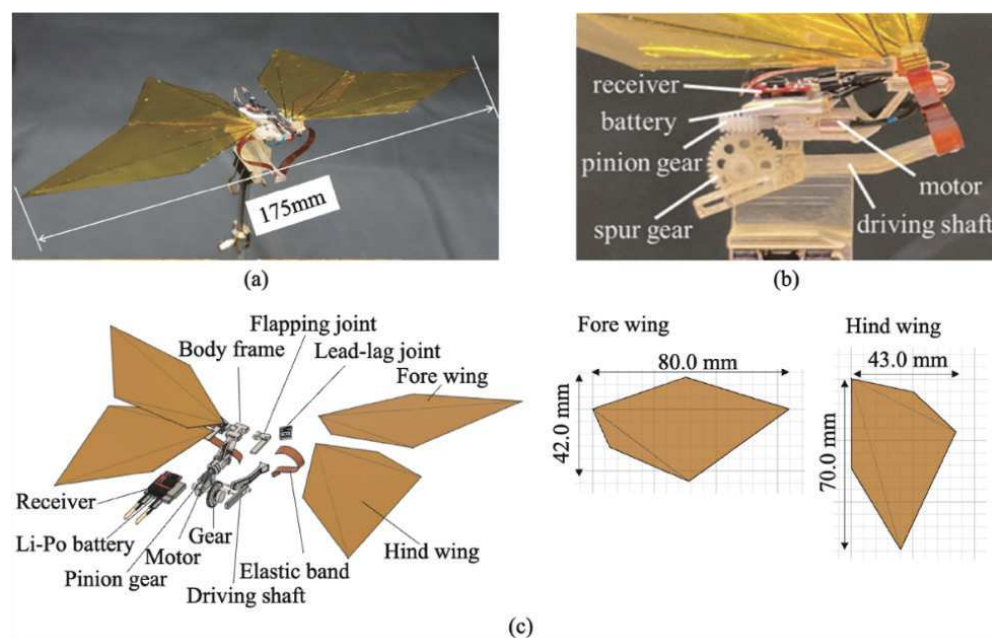 175mm
(a)
receiver
battery
pinion gear
spur gear
motor
driving shaft
(b)
Flapping joint
Body frame
Lead-lag joint
Fore wing
Receiver
Li-Po battery
Motor
Pinion gear
Gear
Driving shaft
Elastic band
Hind wing
Fore wing
80.0 mm
42.0 mm
Hind wing
43.0 mm
70.0 mm
(c)